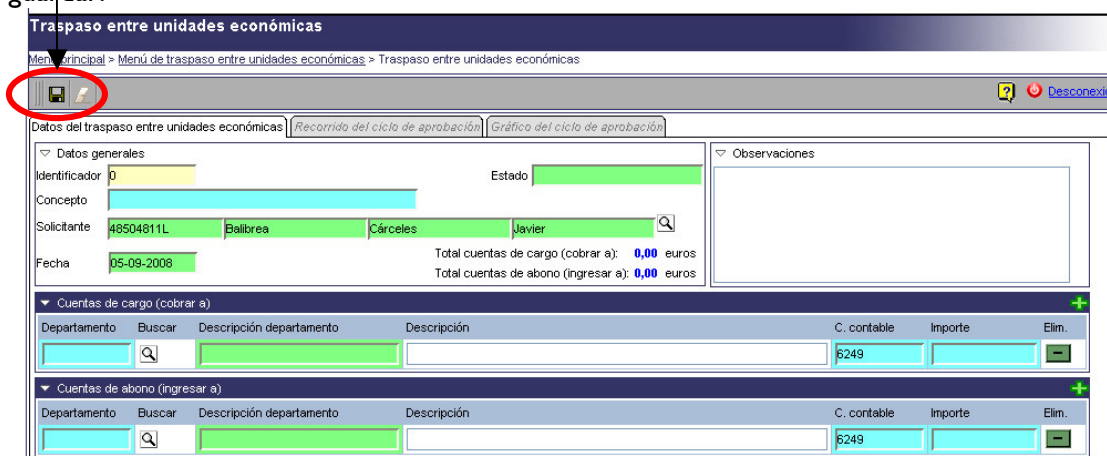 Traspaso entre unidades económicas
Menú principal > Menú de traspaso entre unidades económicas > Traspaso entre unidades económicas
Desconexi
Datos del traspaso entre unidades económicas Recorrido del ciclo de aprobación Gráfico del ciclo de aprobación
Datos generales
Identificador 0 Estado
Concepto
Solicitante 48504811L Balibrea Cárceles Javier
Fecha 05-09-2008
Total cuentas de cargo (cobrar a): 0,00 euros
Total cuentas de abono (ingresar a): 0,00 euros
Observaciones
Cuentas de cargo (cobrar a)
Departamento Buscar Descripción departamento Descripción C. contable Importe Elim.
6249
Cuentas de abono (ingresar a)
Departamento Buscar Descripción departamento Descripción C. contable Importe Elim.
6249